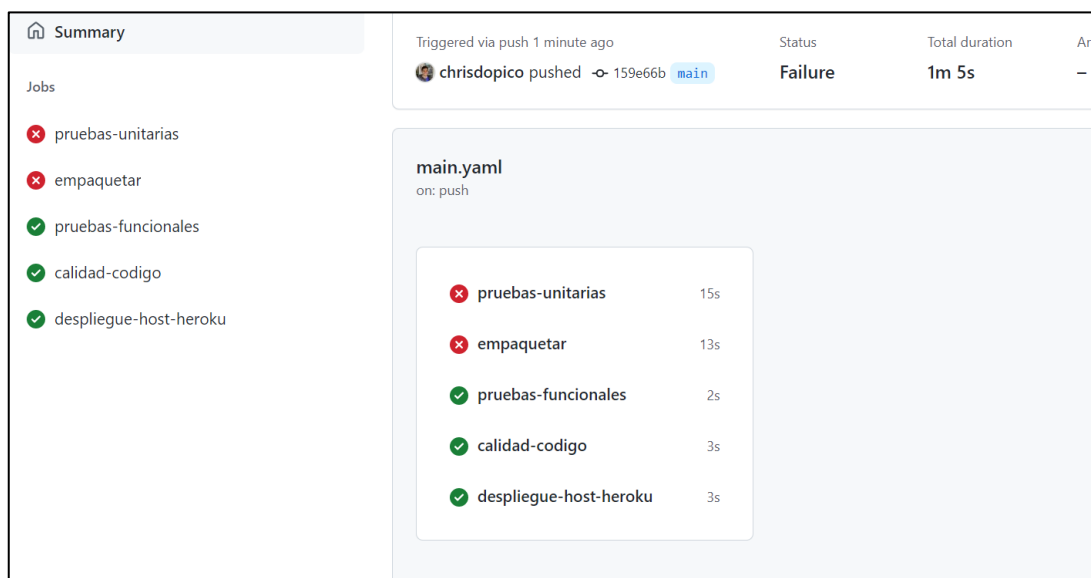 Summary
Jobs
pruebas-unitarias
empaquetar
pruebas-funcionales
calidad-codigo
despliegue-host-heroku
Triggered via push 1 minute ago
chrisdopico pushed 159e66b main
Status
Failure
Total duration
1m 5s
Ar
–
main.yaml
on: push
pruebas-unitarias 15s
empaquetar 13s
pruebas-funcionales 2s
calidad-codigo 3s
despliegue-host-heroku 3s